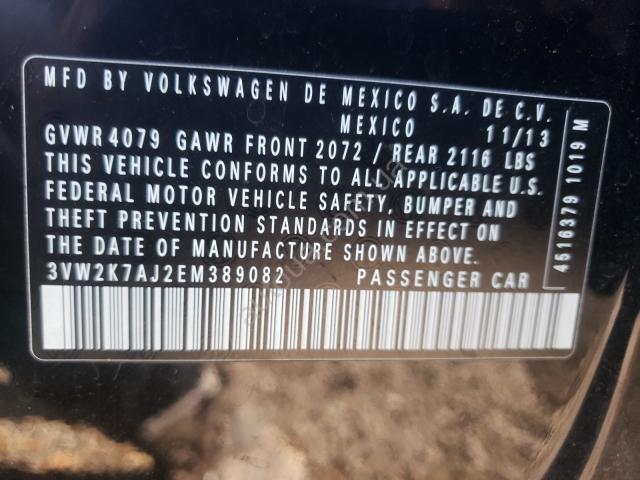 MFD BY VOLKSWAGEN DE MEXICO S.A. DE C.V.
MEXICO 11/13
GVWR 4079 GAWR FRONT 2072 / REAR 2116 LBS
THIS VEHICLE CONFORMS TO ALL APPLICABLE U.S.
FEDERAL MOTOR VEHICLE SAFETY, BUMPER AND
THEFT PREVENTION STANDARDS IN EFFECT ON
THE DATE OF MANUFACTURE SHOWN ABOVE.
3VW2K7AJ2EM389082 PASSENGER CAR
4516379 1019 M